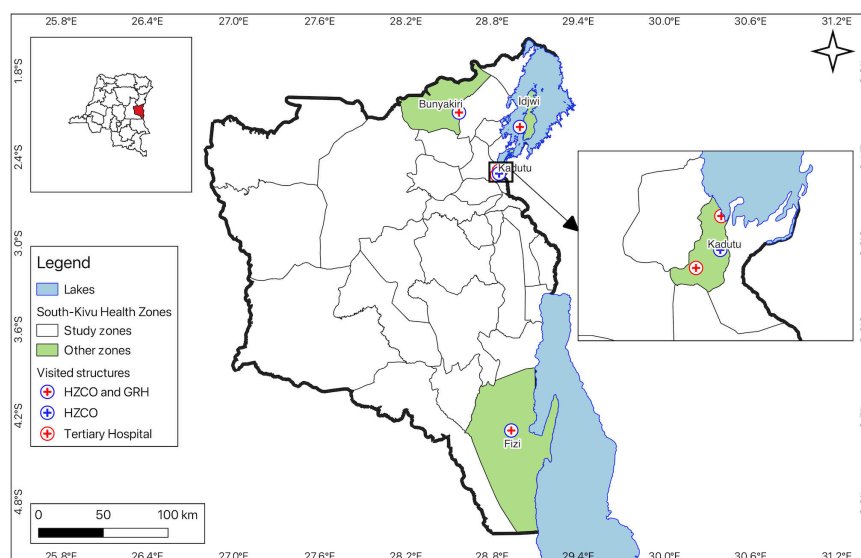 25.8°E 26.4°E 27.0°E 27.6°E 28.2°E 28.8°E 29.4°E 30.0°E 30.6°E 31.2°E
1.8°S
2.4°S
3.0°S
3.6°S
4.2°S
4.8°S
Bunyakiri
Idjwi
Kadutu
Kadutu
Fizi
Legend
Lakes
South-Kivu Health Zones
Study zones
Other zones
Visited structures
HZCO and GRH
HZCO
Tertiary Hospital
0 50 100 km
25.8°E 26.4°E 27.0°E 27.6°E 28.2°E 28.8°E 29.4°E 30.0°E 30.6°E 31.2°E